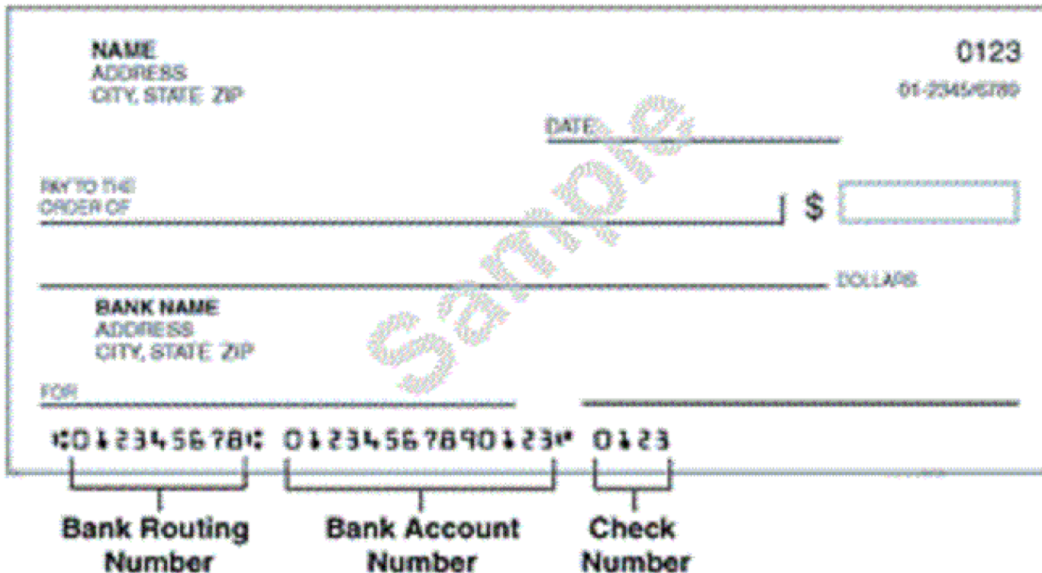 NAME
0123
ADDRESS
CITY, STATE ZIP
01-2345/6789
DATE
Sample
PAY TO THE
ORDER OF
$
DOLLARS
BANK NAME
ADDRESS
CITY, STATE ZIP
FOR
⑆012345678⑆ 01234567890123⑈ 0123
Bank Routing Number
Bank Account Number
Check Number